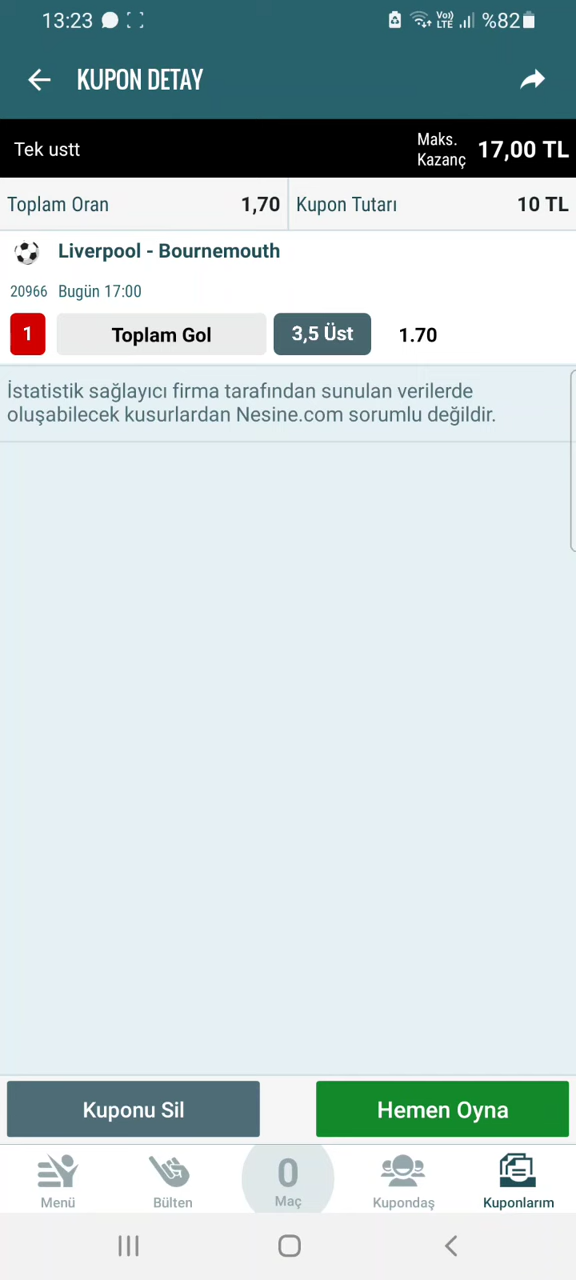 13:23 %82
KUPON DETAY
Tek ustt Maks. Kazanç 17,00 TL
Toplam Oran 1,70 Kupon Tutarı 10 TL
Liverpool - Bournemouth
20966 Bugün 17:00
1 Toplam Gol 3,5 Üst 1.70
İstatistik sağlayıcı firma tarafından sunulan verilerde
oluşabilecek kusurlardan Nesine.com sorumlu değildir.
Kuponu Sil Hemen Oyna
0
Menü Bülten Maç Kupondaş Kuponlarım